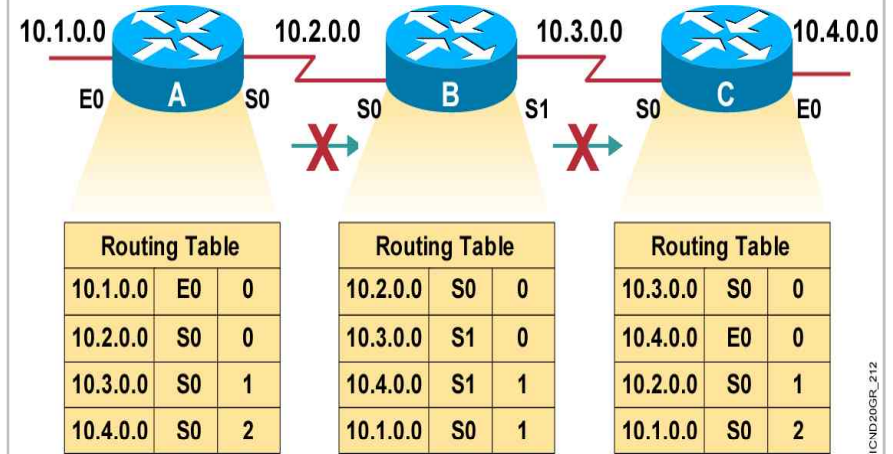 10.1.0.0 10.2.0.0 10.3.0.0 10.4.0.0
E0 A S0 S0 B S1 S0 C E0
X X
Routing Table
10.1.0.0 E0 0
10.2.0.0 S0 0
10.3.0.0 S0 1
10.4.0.0 S0 2
Routing Table
10.2.0.0 S0 0
10.3.0.0 S1 0
10.4.0.0 S1 1
10.1.0.0 S0 1
Routing Table
10.3.0.0 S0 0
10.4.0.0 E0 0
10.2.0.0 S0 1
10.1.0.0 S0 2
ICND20GR_212